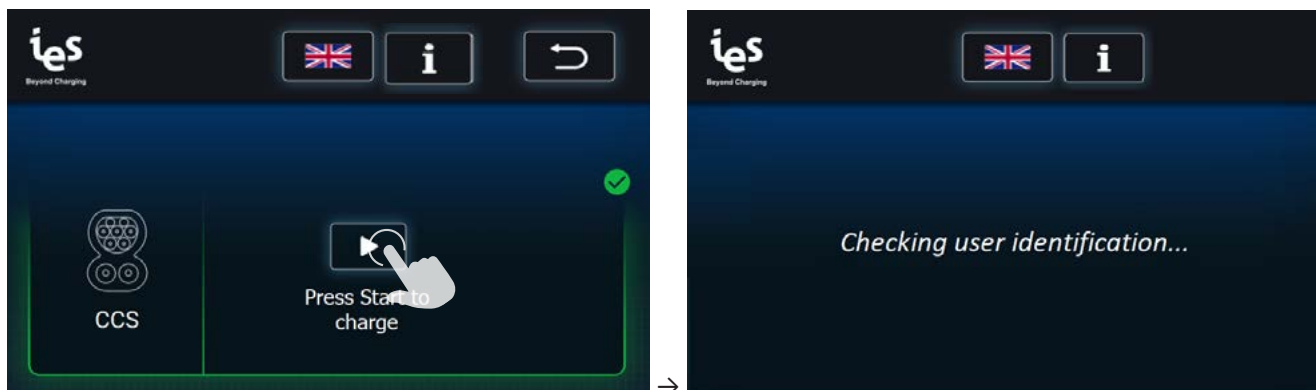 ies
Beyond Charging
i
CCS
Press Start to
charge
→
ies
Beyond Charging
i
Checking user identification...